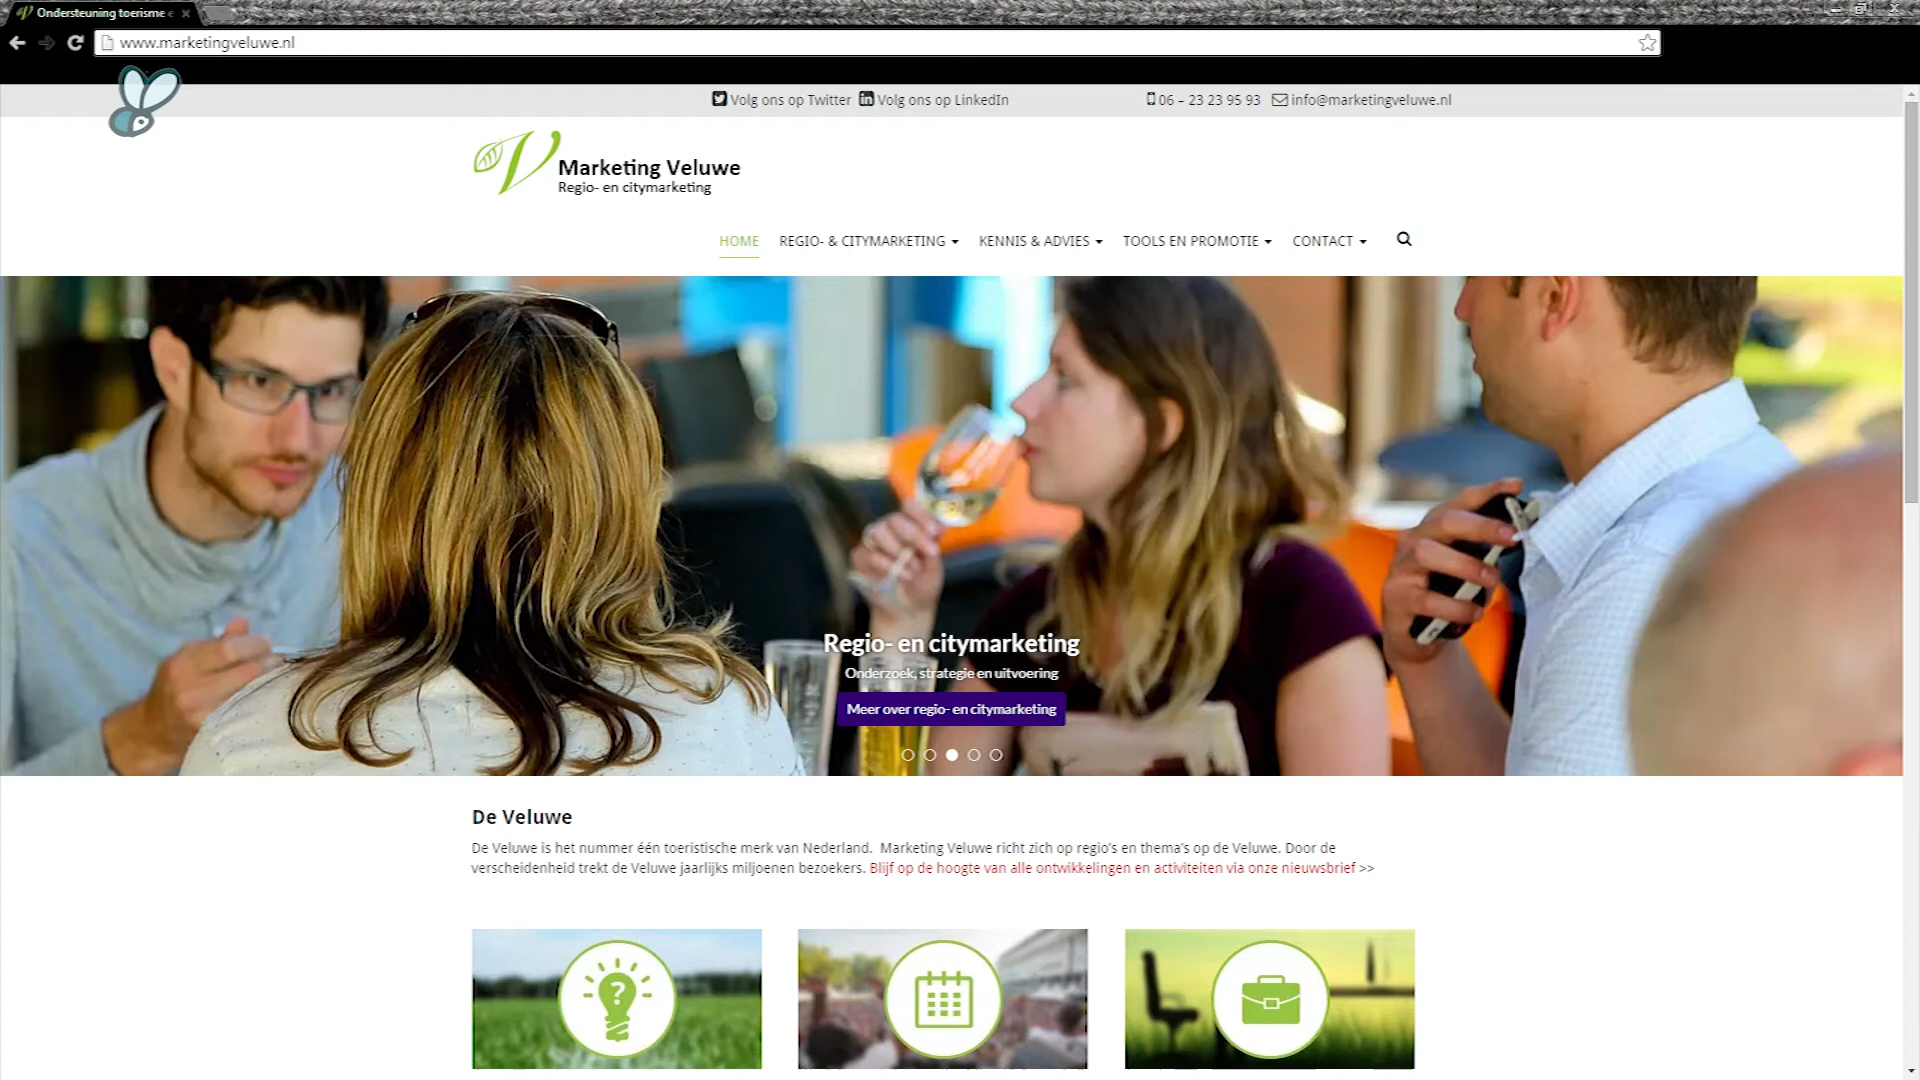 Ondersteuning toerisme e
www.marketingveluwe.nl
Volg ons op Twitter Volg ons op LinkedIn 06 – 23 23 95 93 info@marketingveluwe.nl
Marketing Veluwe
Regio- en citymarketing
HOME REGIO- & CITYMARKETING KENNIS & ADVIES TOOLS EN PROMOTIE CONTACT
Regio- en citymarketing
Onderzoek, strategie en uitvoering
Meer over regio- en citymarketing
De Veluwe
De Veluwe is het nummer één toeristische merk van Nederland. Marketing Veluwe richt zich op regio's en thema's op de Veluwe. Door de
verscheidenheid trekt de Veluwe jaarlijks miljoenen bezoekers. Blijf op de hoogte van alle ontwikkelingen en activiteiten via onze nieuwsbrief >>